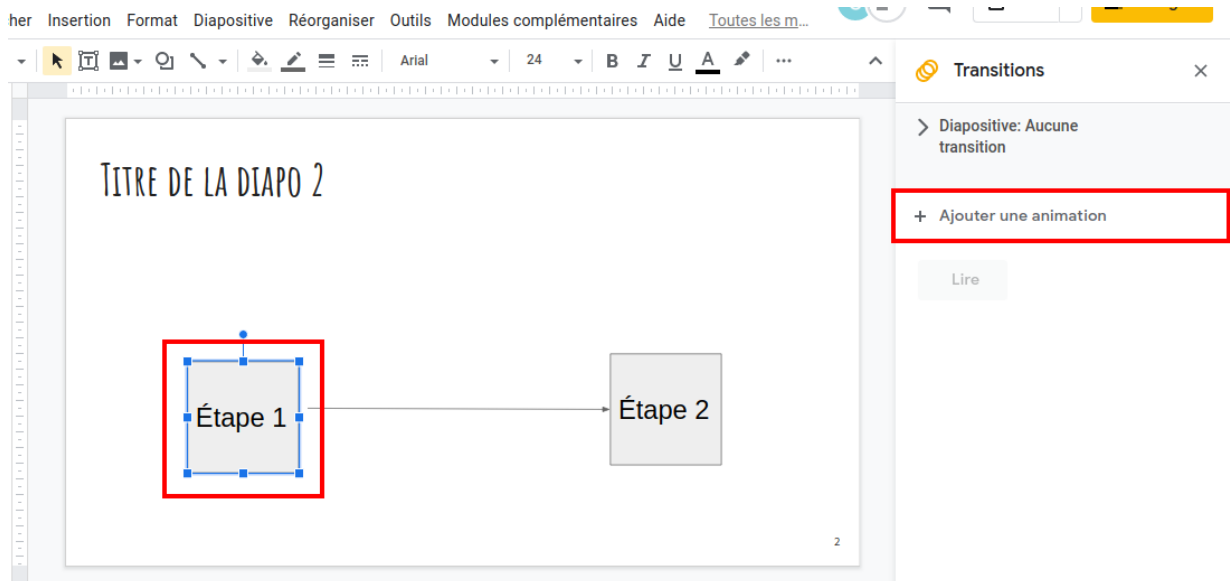 her Insertion Format Diapositive Réorganiser Outils Modules complémentaires Aide Toutes les m…
Arial 24 B I U A
Transitions
Diapositive: Aucune
transition
+ Ajouter une animation
Lire
Titre de la diapo 2
Étape 1
Étape 2
2